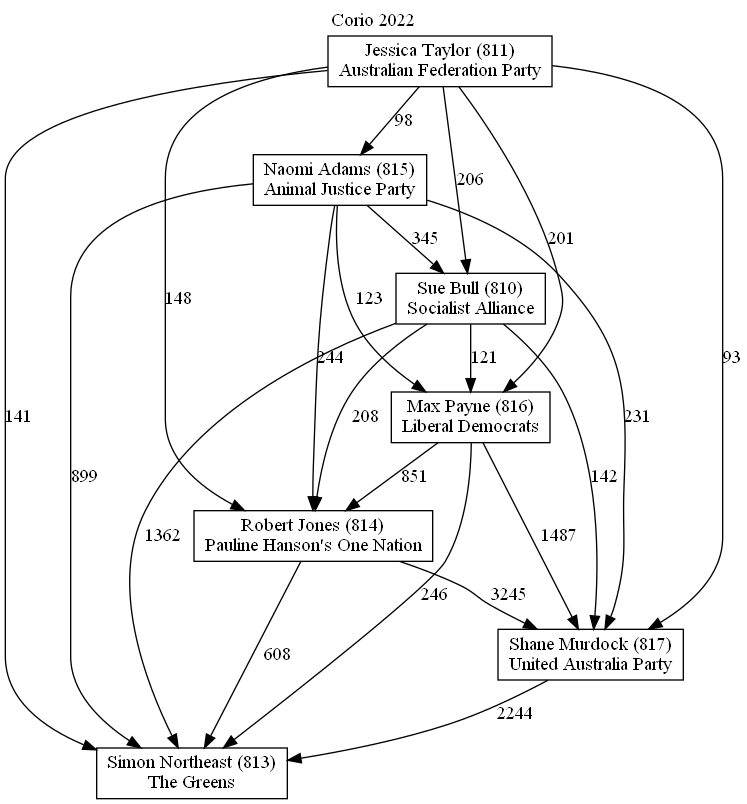 Corio 2022
Jessica Taylor (811)
Australian Federation Party
98
Naomi Adams (815)
Animal Justice Party
206
345
201
Sue Bull (810)
Socialist Alliance
148
123
244
121
93
Max Payne (816)
Liberal Democrats
141
208
231
899
851
142
Robert Jones (814)
Pauline Hanson's One Nation
1362
1487
246
3245
608
Shane Murdock (817)
United Australia Party
2244
Simon Northeast (813)
The Greens